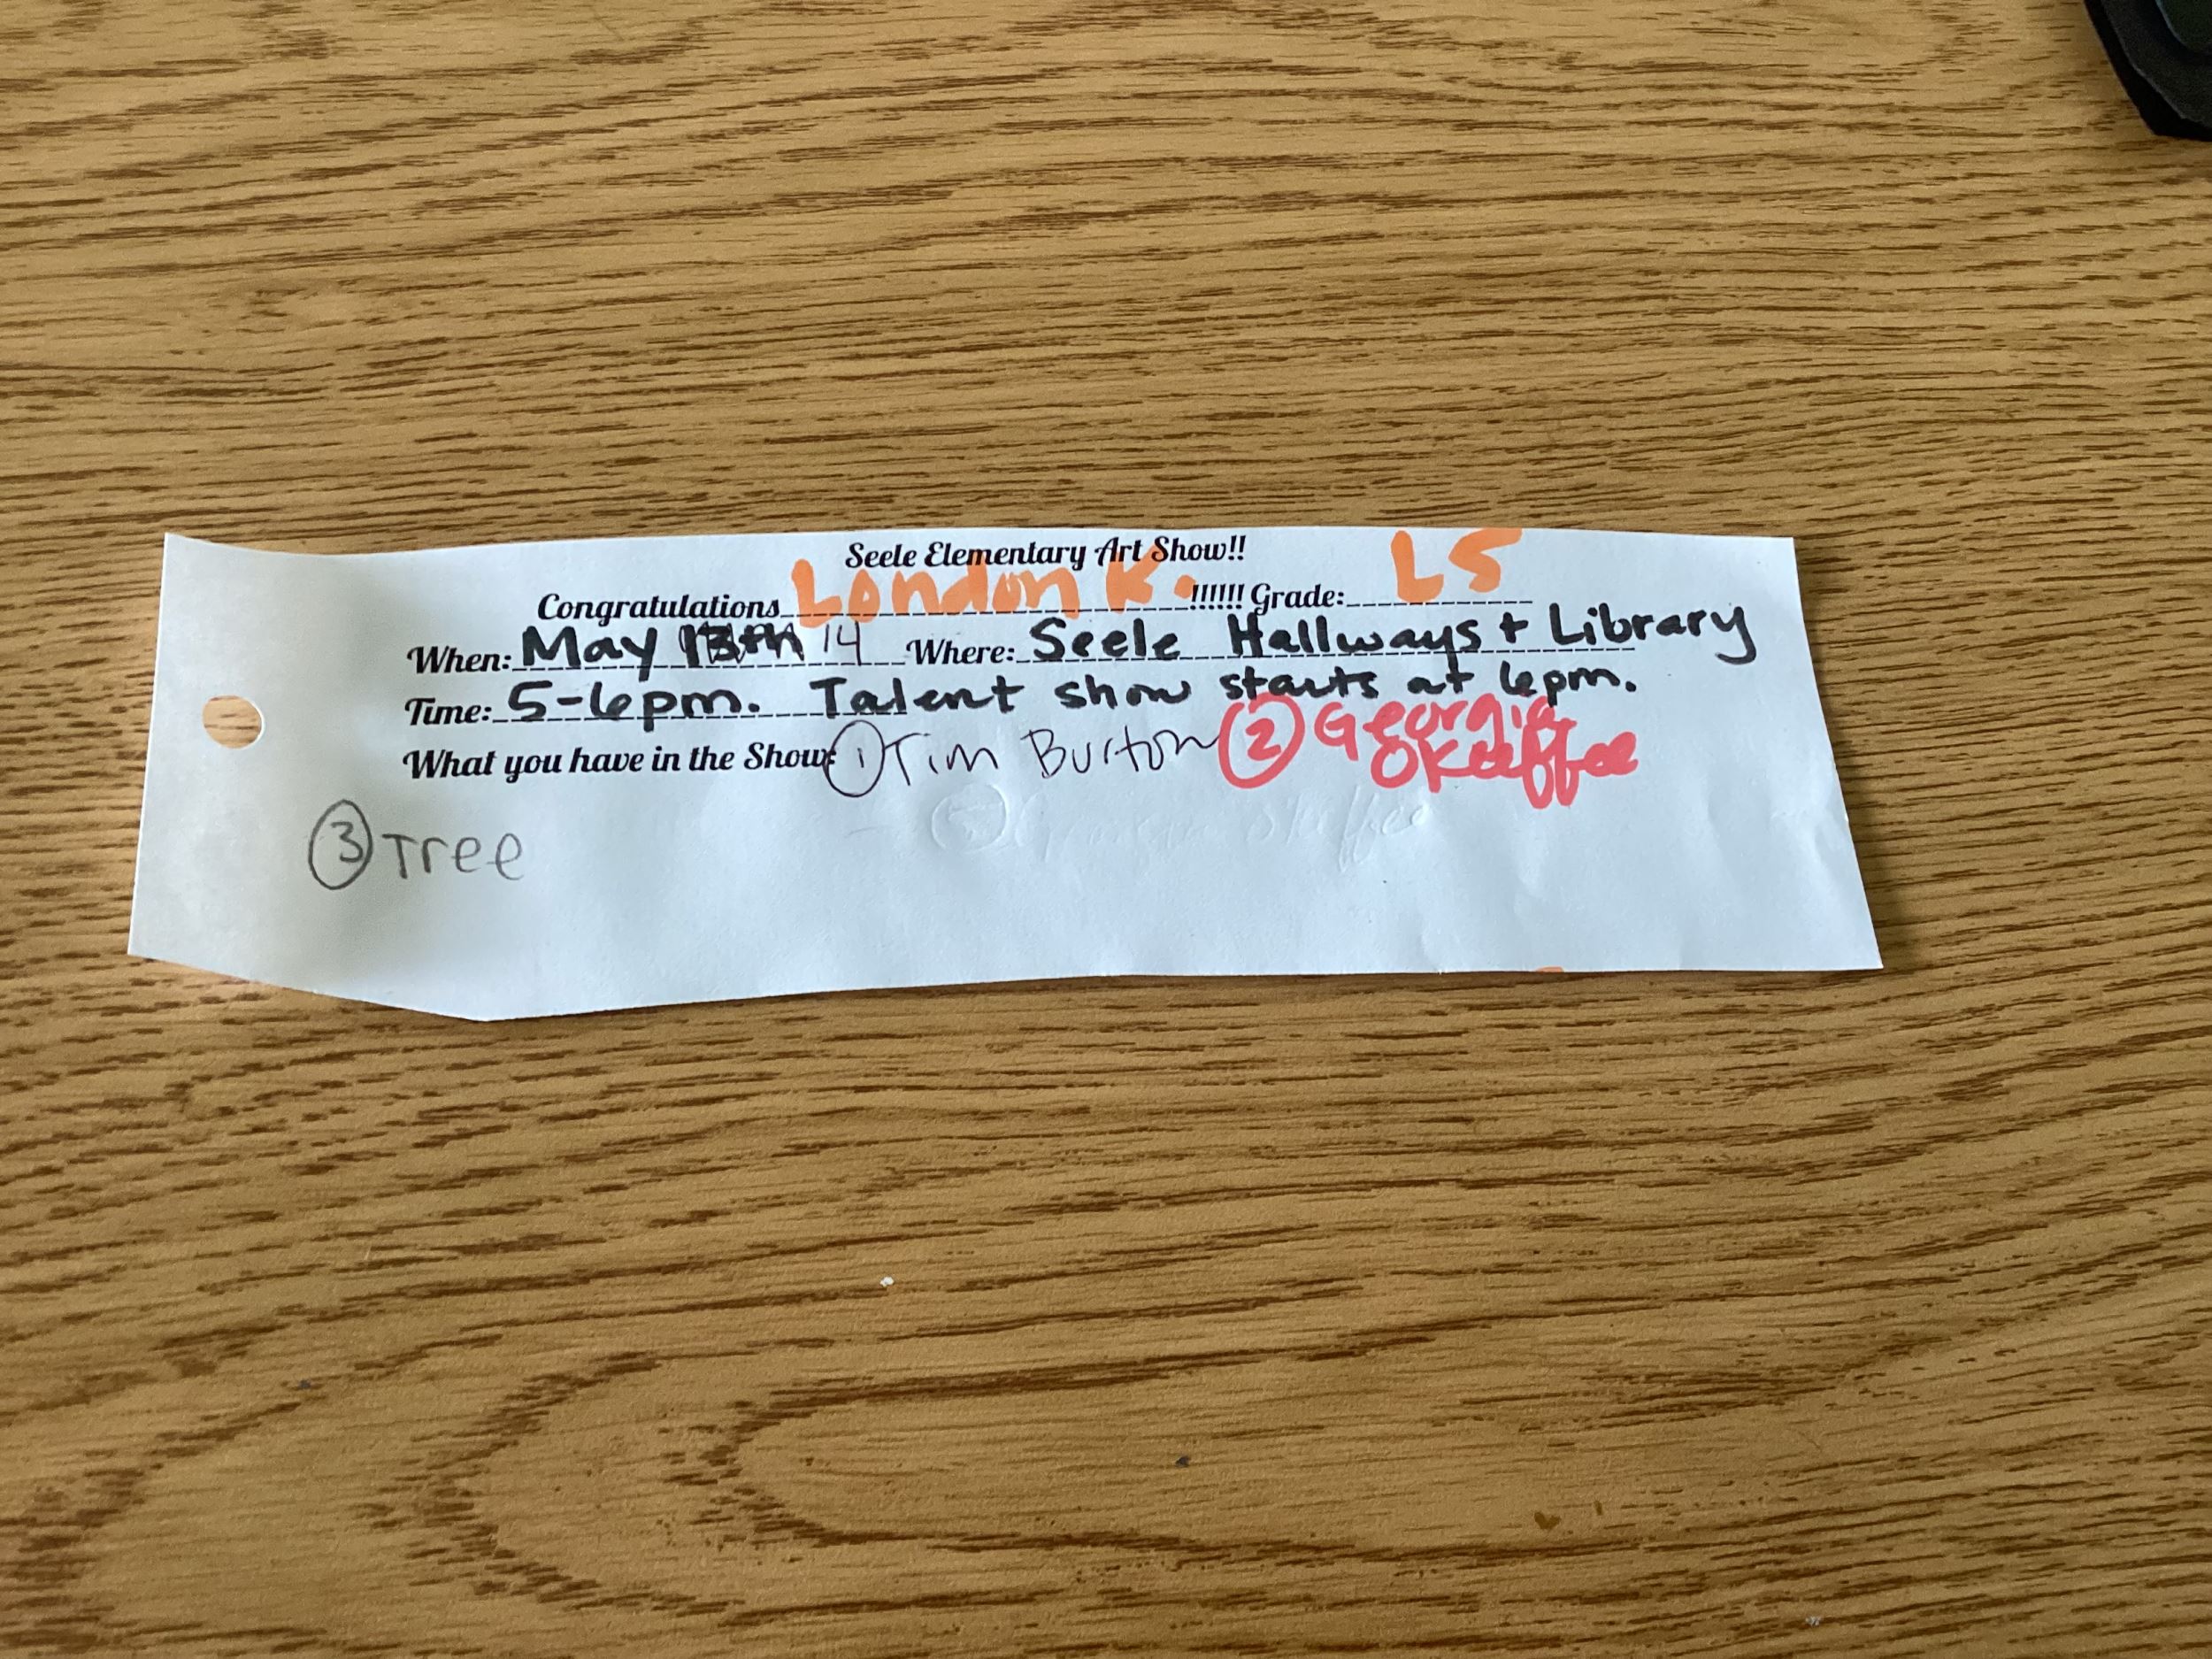 Seele Elementary Art Show!!
Congratulations London K. !!!!!! Grade: L5
When: May 14 Where: Seele Hallways + Library
Time: 5-6pm. Talent show starts at 6pm.
What you have in the Show: ① Tim Burton ② Georgia Okeeffee
③ Tree